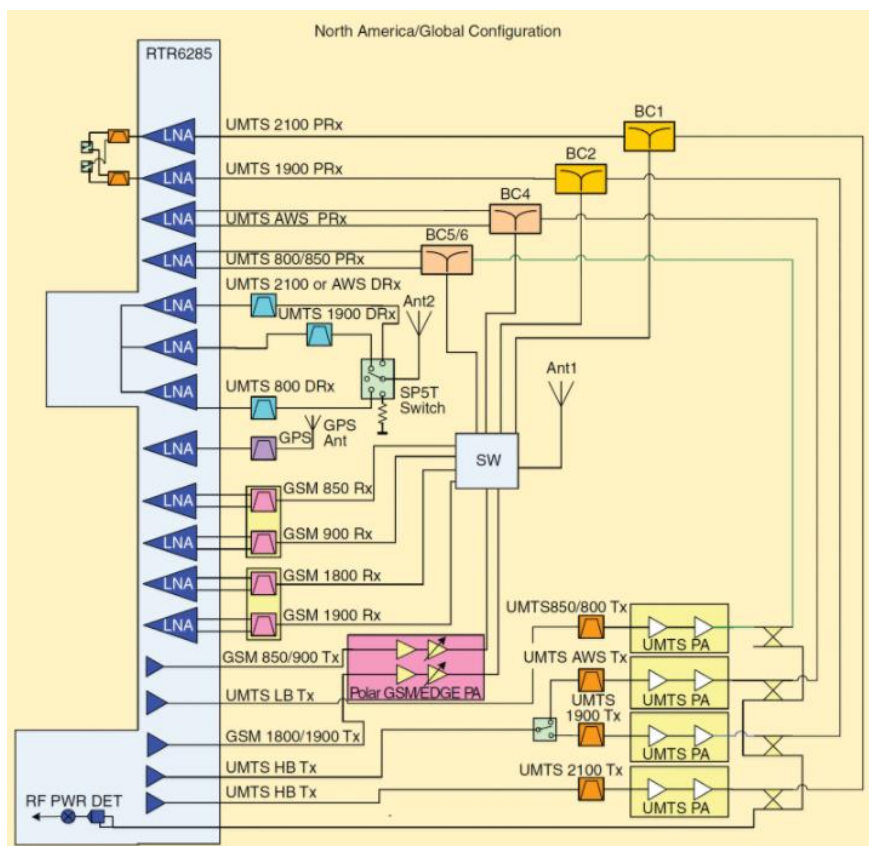 North America/Global Configuration
RTR6285
BC1
LNA
UMTS 2100 PRx
BC2
LNA
UMTS 1900 PRx
BC4
LNA
UMTS AWS PRx
BC5/6
LNA
UMTS 800/850 PRx
UMTS 2100 or AWS DRx
LNA
Ant2
UMTS 1900 DRx
LNA
Ant1
UMTS 800 DRx
LNA
SP5T
Switch
GPS
Ant
GPS
LNA
SW
GSM 850 Rx
LNA
GSM 900 Rx
LNA
GSM 1800 Rx
LNA
GSM 1900 Rx
LNA
UMTS850/800 Tx
UMTS PA
GSM 850/900 Tx
UMTS AWS Tx
Polar GSM/EDGE PA
UMTS LB Tx
UMTS PA
UMTS
1900 Tx
GSM 1800/1900 Tx
UMTS PA
UMTS HB Tx
UMTS 2100 Tx
UMTS HB Tx
RF PWR DET
UMTS PA